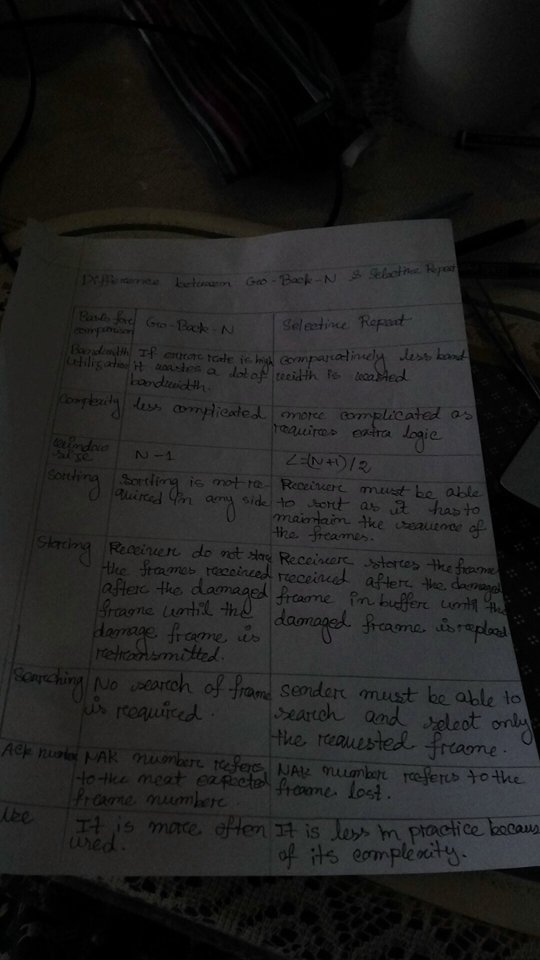 Difference between Go-Back-N & Selective Repeat
Basis for comparison
Go-Back-N
Selective Repeat
Bandwidth utilization
If error rate is high
it wastes a lot of
bandwidth.
comparatively less band
width is wasted
Complexity
less complicated
more complicated as
requires extra logic
window size
N-1
<=(N+1)/2
Sorting
Sorting is not re-
quired in any side
Receiver must be able
to sort as it has to
maintain the sequence of
the frames.
Storing
Receiver do not store
the frames received
after the damaged
frame until the
damage frame is
retransmitted.
Receiver stores the frame
received after the damaged
frame in buffer until the
damaged frame is replaced
Searching
No search of frame
is required.
sender must be able to
search and select only
the requested frame.
Ack number
NAK number refers
to the next expected
frame number
NAK number refers to the
frame lost.
Use
It is more often
used.
It is less in practice because
of its complexity.